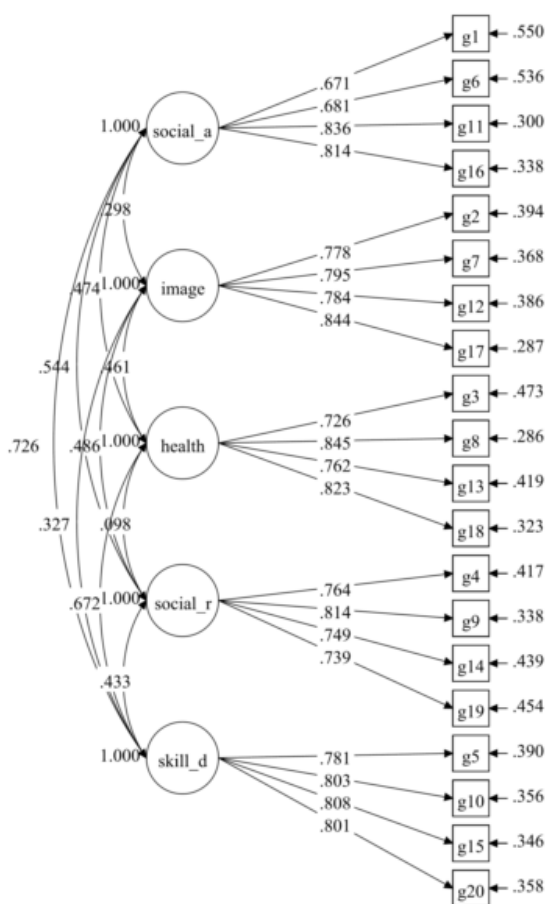 g1 .550
.671
g6 .536
1.000 social_a .681
.836 g11 .300
.814
g16 .338
.298 g2 .394
.778
g7 .368
.474 1.000 image .795
.784 g12 .386
.844
g17 .287
.544 .461 g3 .473
.726
.726 .486 1.000 health .845 g8 .286
.762
g13 .419
.823
.327 .098 g18 .323
.764 g4 .417
.672 1.000 social_r .814 g9 .338
.749
g14 .439
.739
.433 g19 .454
1.000 skill_d .781 g5 .390
.803
g10 .356
.808
.801 g15 .346
g20 .358